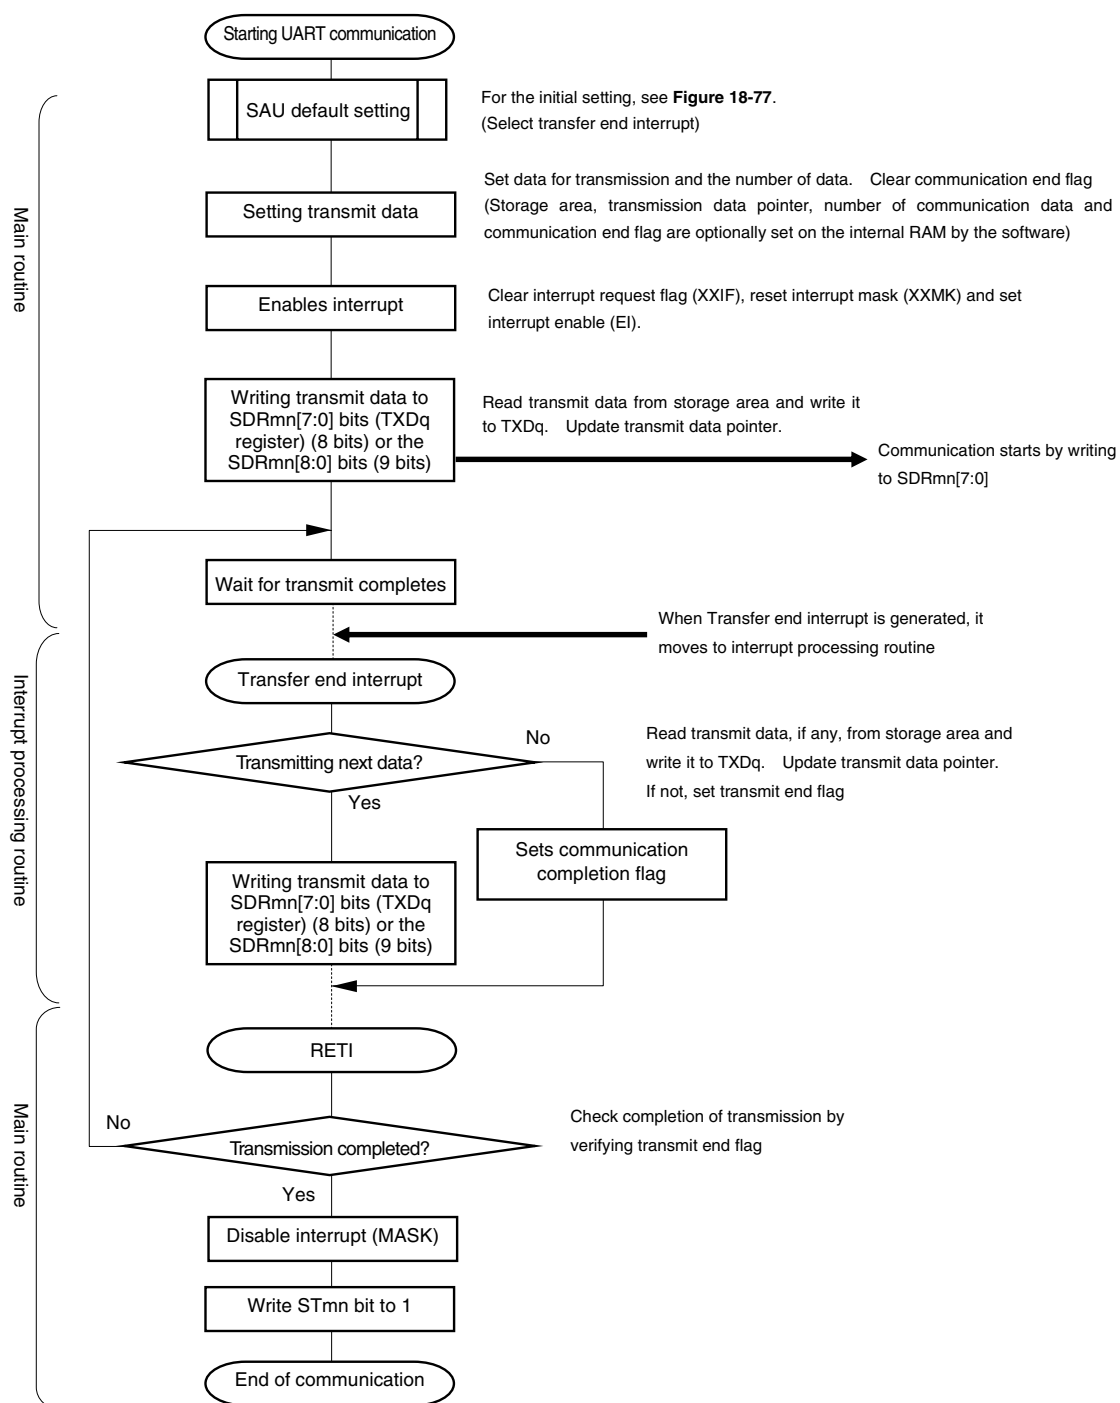 Starting UART communication
SAU default setting
For the initial setting, see Figure 18-77.
(Select transfer end interrupt)
Setting transmit data
Set data for transmission and the number of data. Clear communication end flag
(Storage area, transmission data pointer, number of communication data and
communication end flag are optionally set on the internal RAM by the software)
Main routine
Enables interrupt
Clear interrupt request flag (XXIF), reset interrupt mask (XXMK) and set
interrupt enable (EI).
Writing transmit data to
SDRmn[7:0] bits (TXDq
register) (8 bits) or the
SDRmn[8:0] bits (9 bits)
Read transmit data from storage area and write it
to TXDq. Update transmit data pointer.
Communication starts by writing
to SDRmn[7:0]
Wait for transmit completes
When Transfer end interrupt is generated, it
moves to interrupt processing routine
Interrupt processing routine
Transfer end interrupt
Transmitting next data?
No
Yes
Read transmit data, if any, from storage area and
write it to TXDq. Update transmit data pointer.
If not, set transmit end flag
Sets communication
completion flag
Writing transmit data to
SDRmn[7:0] bits (TXDq
register) (8 bits) or the
SDRmn[8:0] bits (9 bits)
RETI
Main routine
No
Transmission completed?
Check completion of transmission by
verifying transmit end flag
Yes
Disable interrupt (MASK)
Write STmn bit to 1
End of communication